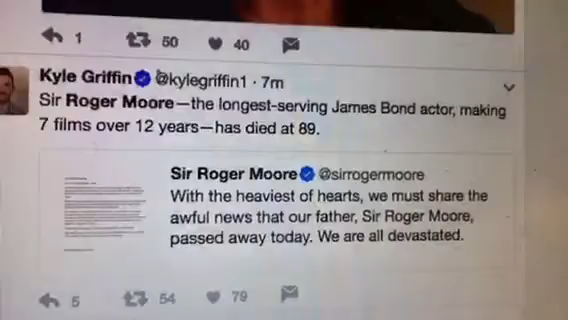 1 50 40
Kyle Griffin @kylegriffin1 · 7m
Sir Roger Moore—the longest-serving James Bond actor, making
7 films over 12 years—has died at 89.
Sir Roger Moore @sirrogermoore
With the heaviest of hearts, we must share the
awful news that our father, Sir Roger Moore,
passed away today. We are all devastated.
5 54 79